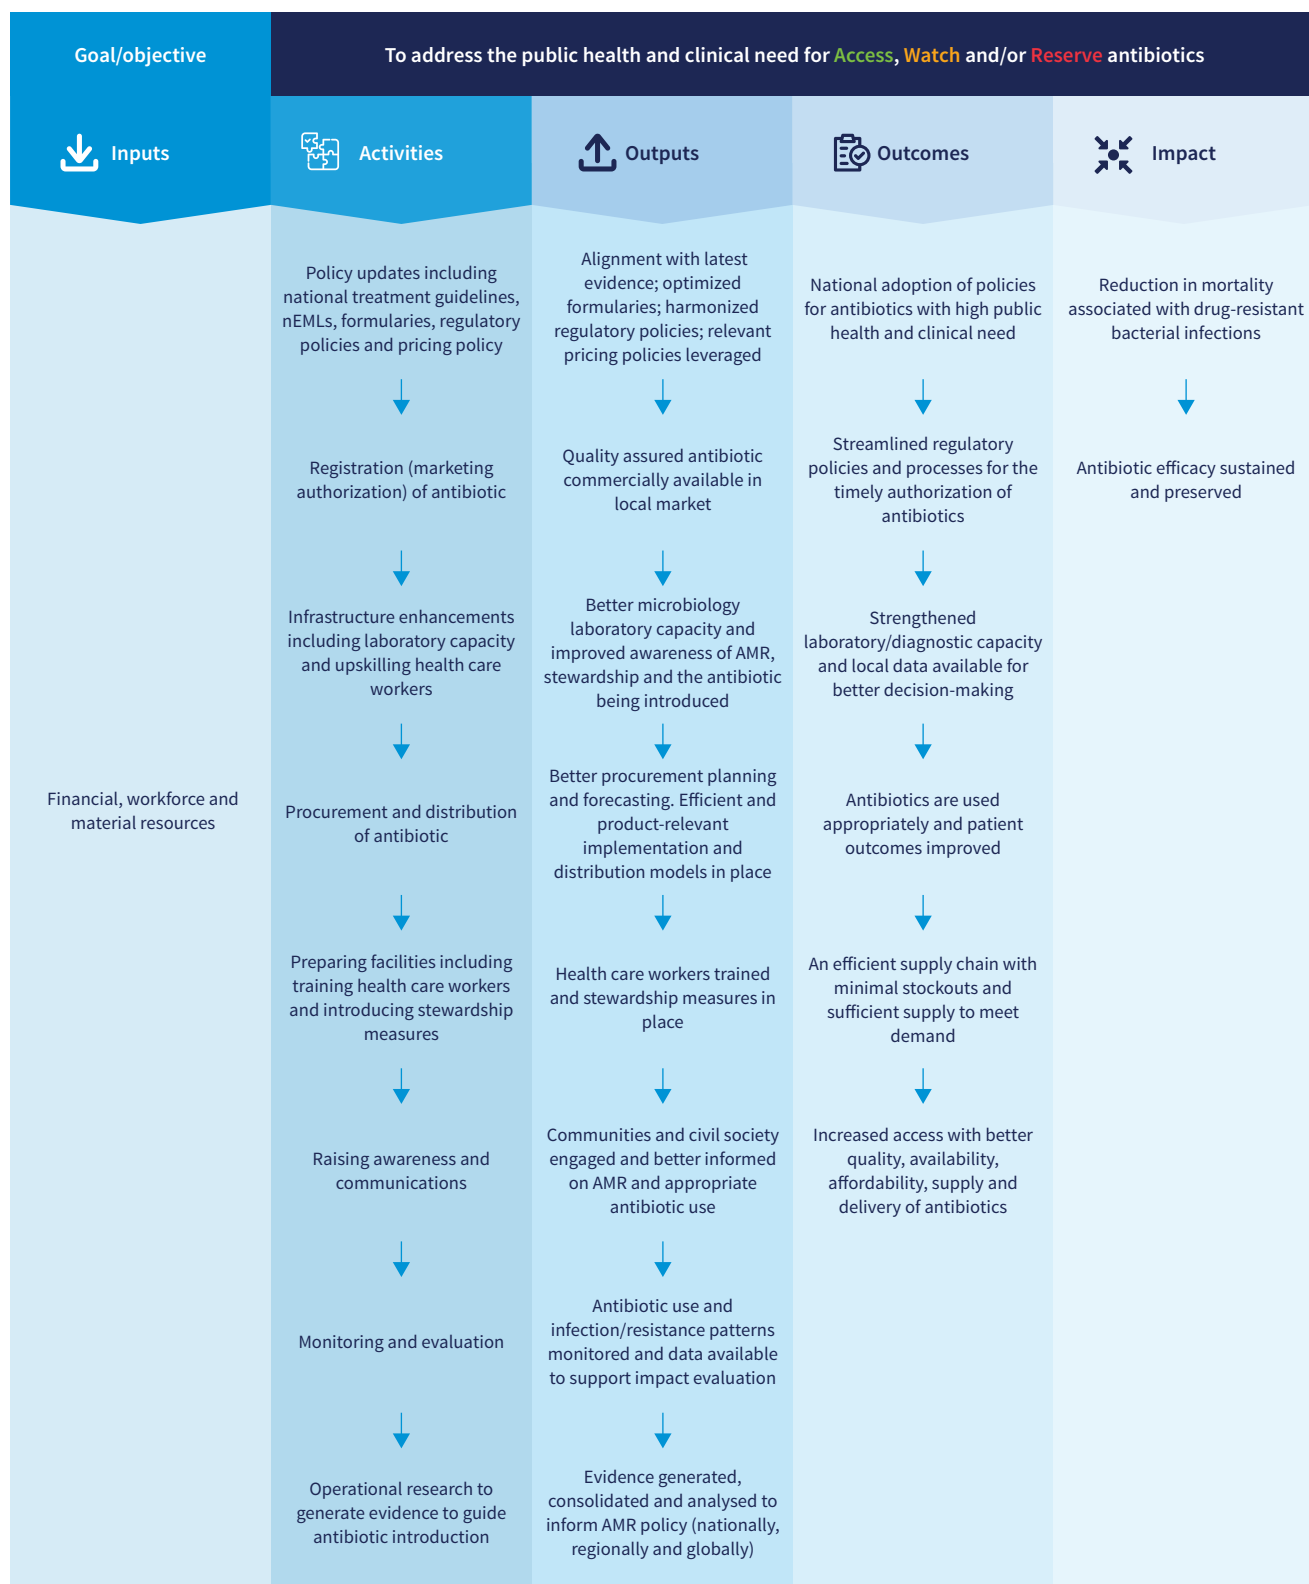 Goal/objective
To address the public health and clinical need for Access, Watch and/or Reserve antibiotics
Inputs
Activities
Outputs
Outcomes
Impact
Financial, workforce and
material resources
Policy updates including
national treatment guidelines,
nEMLs, formularies, regulatory
policies and pricing policy
Registration (marketing
authorization) of antibiotic
Infrastructure enhancements
including laboratory capacity
and upskilling health care
workers
Procurement and distribution
of antibiotic
Preparing facilities including
training health care workers
and introducing stewardship
measures
Raising awareness and
communications
Monitoring and evaluation
Operational research to
generate evidence to guide
antibiotic introduction
Alignment with latest
evidence; optimized
formularies; harmonized
regulatory policies; relevant
pricing policies leveraged
Quality assured antibiotic
commercially available in
local market
Better microbiology
laboratory capacity and
improved awareness of AMR,
stewardship and the antibiotic
being introduced
Better procurement planning
and forecasting. Efficient and
product-relevant
implementation and
distribution models in place
Health care workers trained
and stewardship measures in
place
Communities and civil society
engaged and better informed
on AMR and appropriate
antibiotic use
Antibiotic use and
infection/resistance patterns
monitored and data available
to support impact evaluation
Evidence generated,
consolidated and analysed to
inform AMR policy (nationally,
regionally and globally)
National adoption of policies
for antibiotics with high public
health and clinical need
Streamlined regulatory
policies and processes for the
timely authorization of
antibiotics
Strengthened
laboratory/diagnostic capacity
and local data available for
better decision-making
Antibiotics are used
appropriately and patient
outcomes improved
An efficient supply chain with
minimal stockouts and
sufficient supply to meet
demand
Increased access with better
quality, availability,
affordability, supply and
delivery of antibiotics
Reduction in mortality
associated with drug-resistant
bacterial infections
Antibiotic efficacy sustained
and preserved